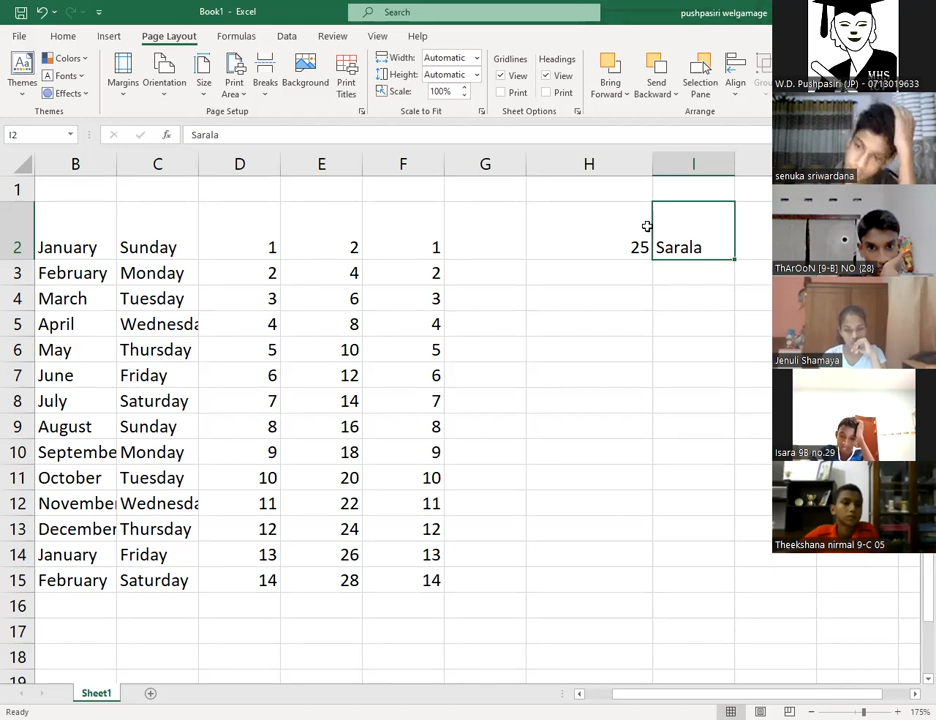 Book1 - Excel
Search
pushpasiri welgamage
File Home Insert Page Layout Formulas Data Review View Help
Themes
Colors
Fonts
Effects
Margins
Orientation
Size
Print Area
Breaks
Background
Print Titles
Width: Automatic
Height: Automatic
Scale: 100%
Gridlines
View
Print
Headings
View
Print
Bring Forward
Send Backward
Selection Pane
Align
Themes Page Setup Scale to Fit Sheet Options Arrange
I2 fx Sarala
B C D E F G H I
1
2 January Sunday 1 2 1 25 Sarala
3 February Monday 2 4 2
4 March Tuesday 3 6 3
5 April Wednesda 4 8 4
6 May Thursday 5 10 5
7 June Friday 6 12 6
8 July Saturday 7 14 7
9 August Sunday 8 16 8
10 Septembe Monday 9 18 9
11 October Tuesday 10 20 10
12 November Wednesda 11 22 11
13 December Thursday 12 24 12
14 January Friday 13 26 13
15 February Saturday 14 28 14
16
17
18
19
Sheet1
Ready
175%
MHS
W.D. Pushpasiri (JP) - 0713019633
senuka sriwardana
ThArOoN [9-B] NO {28}
Jenuli Shamaya
Isara 9B no.29
Theekshana nirmal 9-C 05